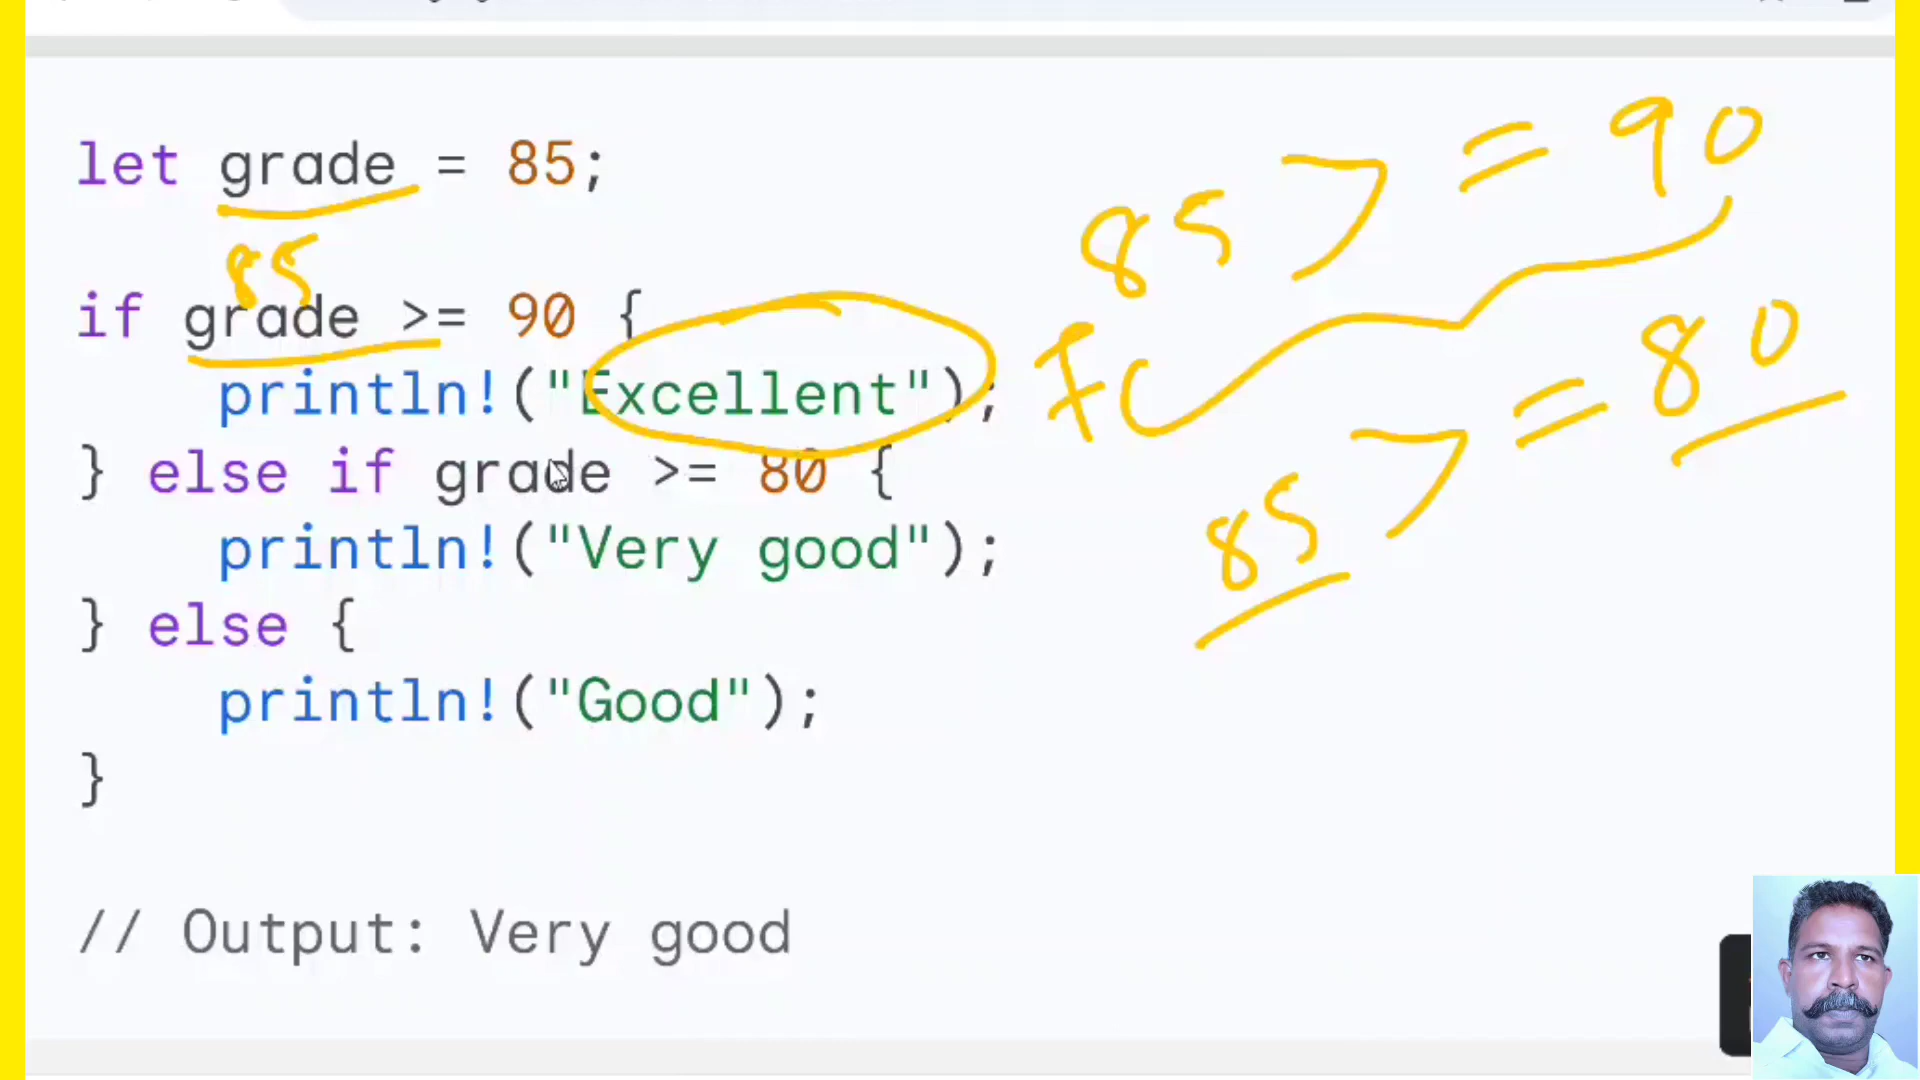 let grade = 85;
85
if grade >= 90 {
println!("Excellent");
} else if grade >= 80 {
println!("Very good");
} else {
println!("Good");
}
// Output: Very good
85 >= 90
85 >= 80